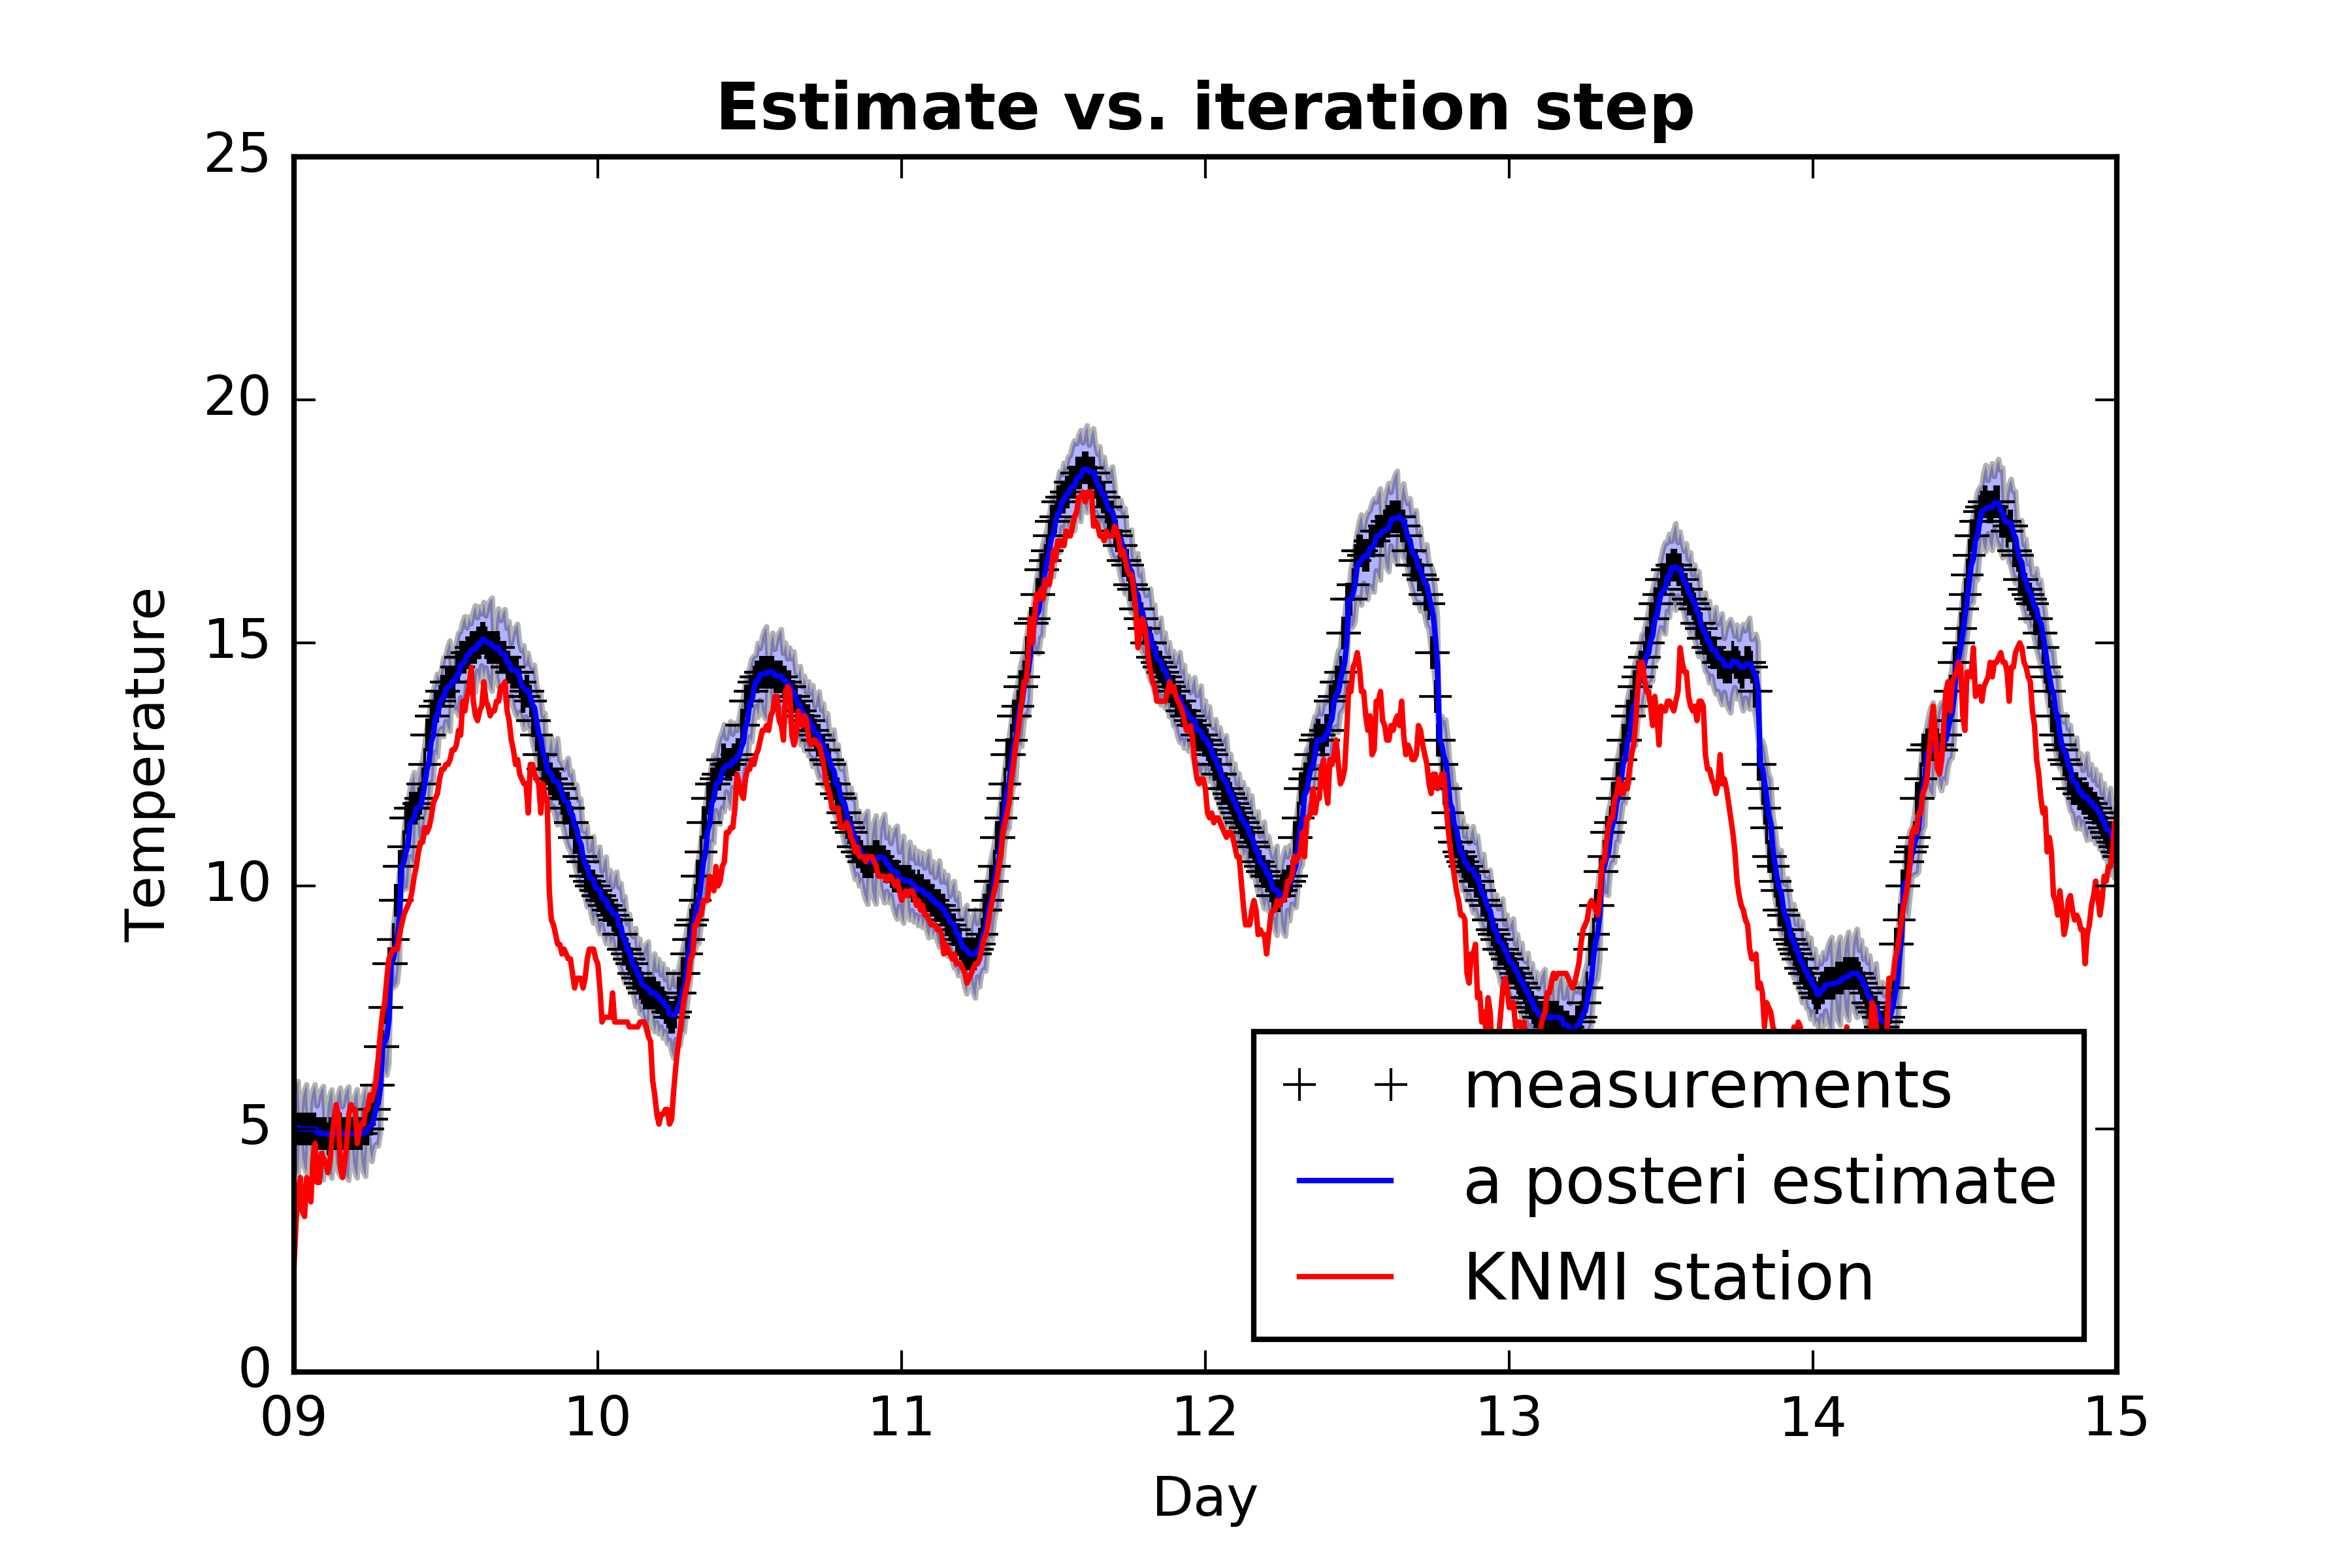 Estimate vs. iteration step
25
20
15
10
5
0
Temperature
measurements
a posteri estimate
KNMI station
09 10 11 12 13 14 15
Day